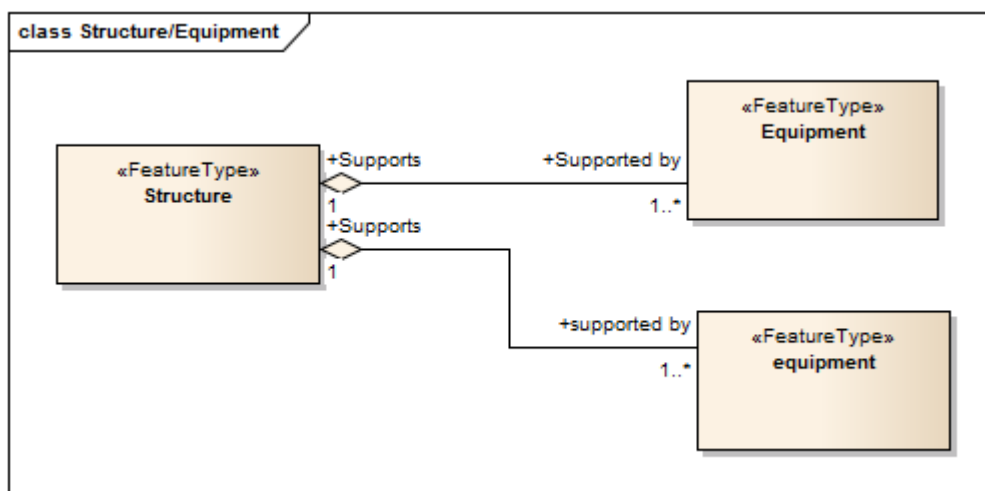 class Structure/Equipment
«FeatureType»
Equipment
«FeatureType»
Structure
+Supports
+Supported by
1
1..*
+Supports
1
+supported by
1..*
«FeatureType»
equipment